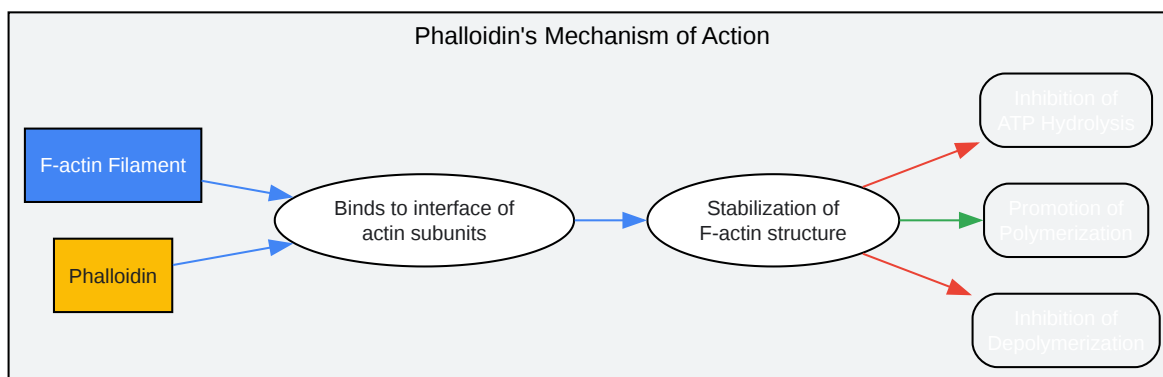 Phalloidin's Mechanism of Action
F-actin Filament
Phalloidin
Binds to interface of
actin subunits
Stabilization of
F-actin structure
Inhibition of
ATP Hydrolysis
Promotion of
Polymerization
Inhibition of
Depolymerization